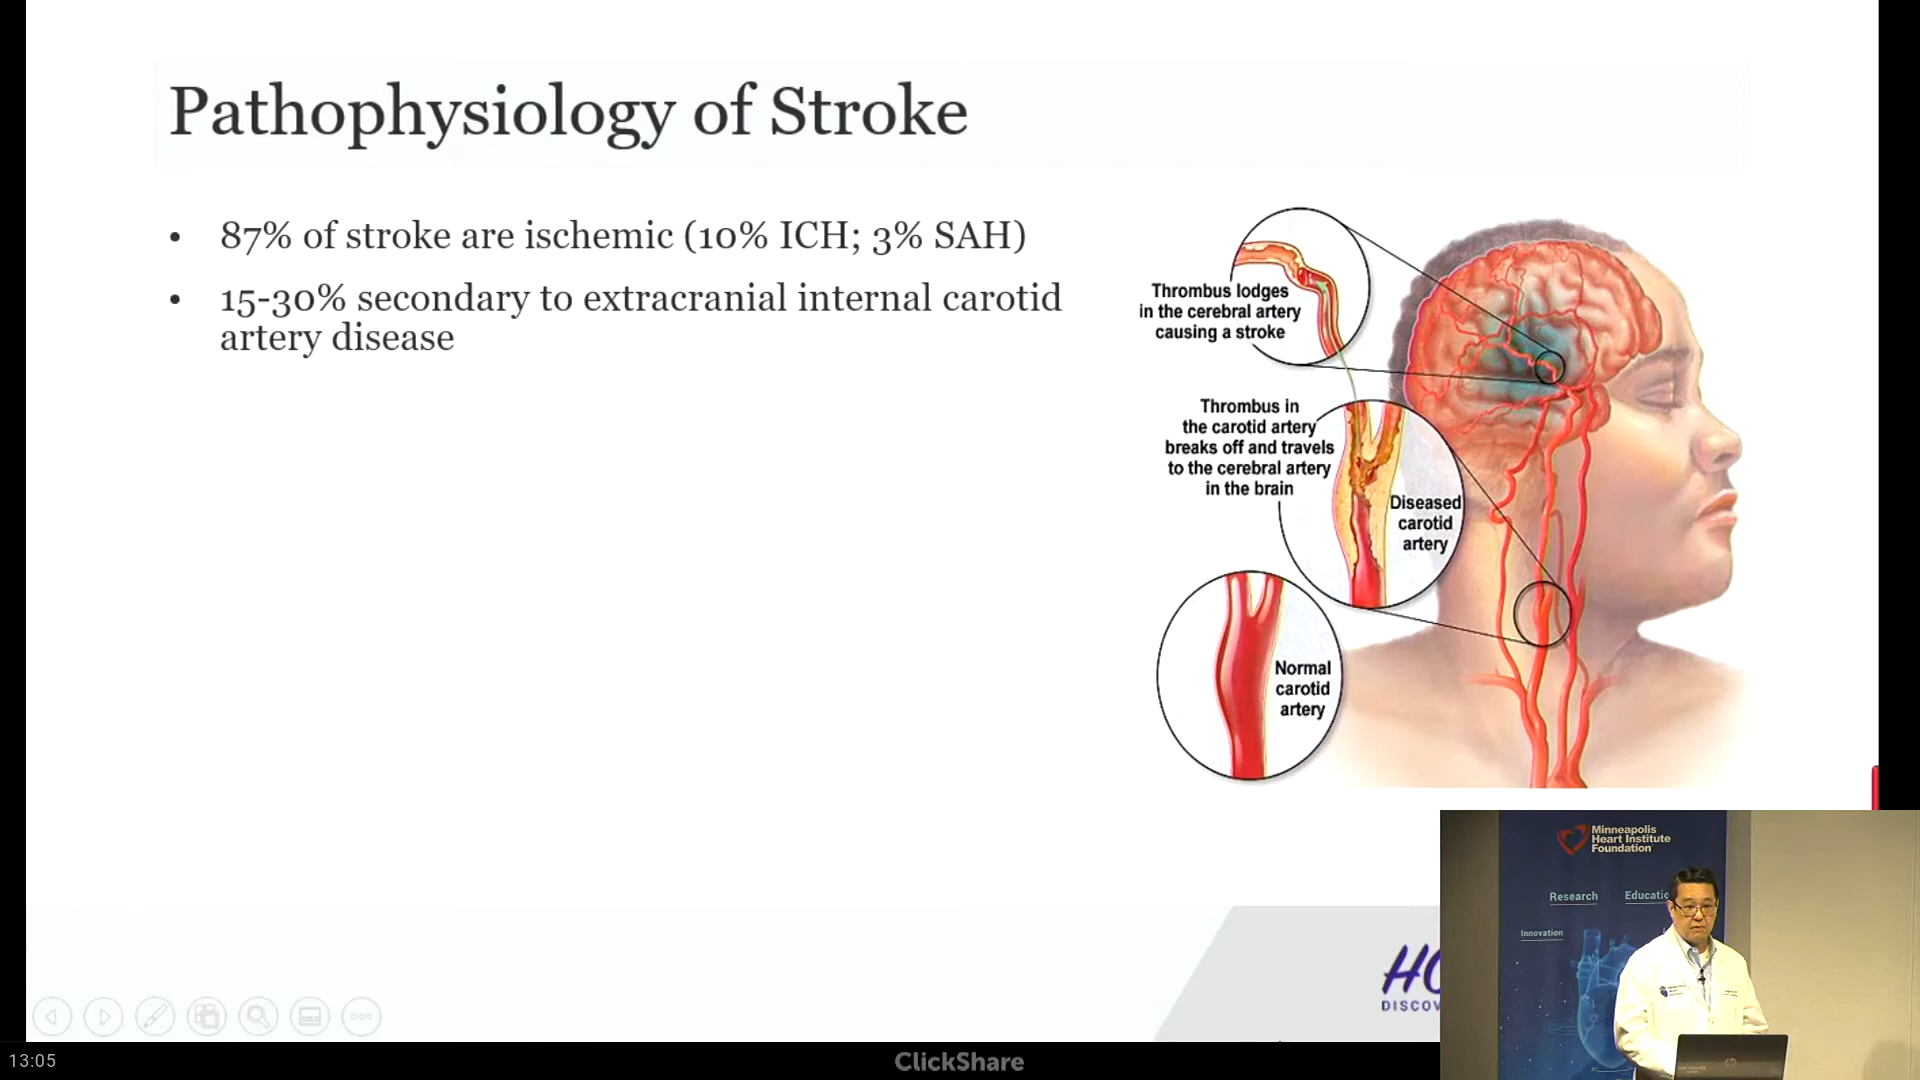 Pathophysiology of Stroke
• 87% of stroke are ischemic (10% ICH; 3% SAH)
• 15-30% secondary to extracranial internal carotid
artery disease
Thrombus lodges
in the cerebral artery
causing a stroke
Thrombus in
the carotid artery
breaks off and travels
to the cerebral artery
in the brain
Diseased
carotid
artery
Normal
carotid
artery
Minneapolis
Heart Institute
Foundation
Research
Educatio
Innovation
HO
DISCOV
13:05
ClickShare